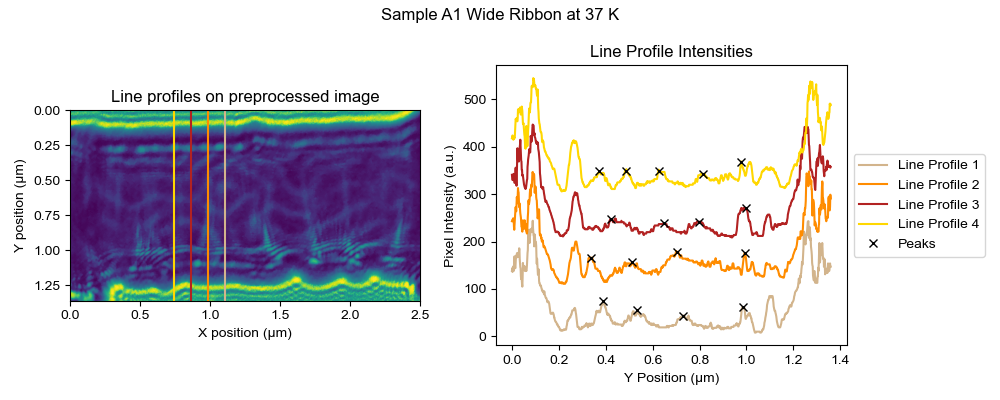 Sample A1 Wide Ribbon at 37 K
Line profiles on preprocessed image
0.00
0.25
0.50
0.75
1.00
1.25
Y position (µm)
0.0 0.5 1.0 1.5 2.0 2.5
X position (µm)
Line Profile Intensities
500
400
300
200
100
0
Pixel Intensity (a.u.)
0.0 0.2 0.4 0.6 0.8 1.0 1.2 1.4
Y Position (µm)
Line Profile 1
Line Profile 2
Line Profile 3
Line Profile 4
Peaks